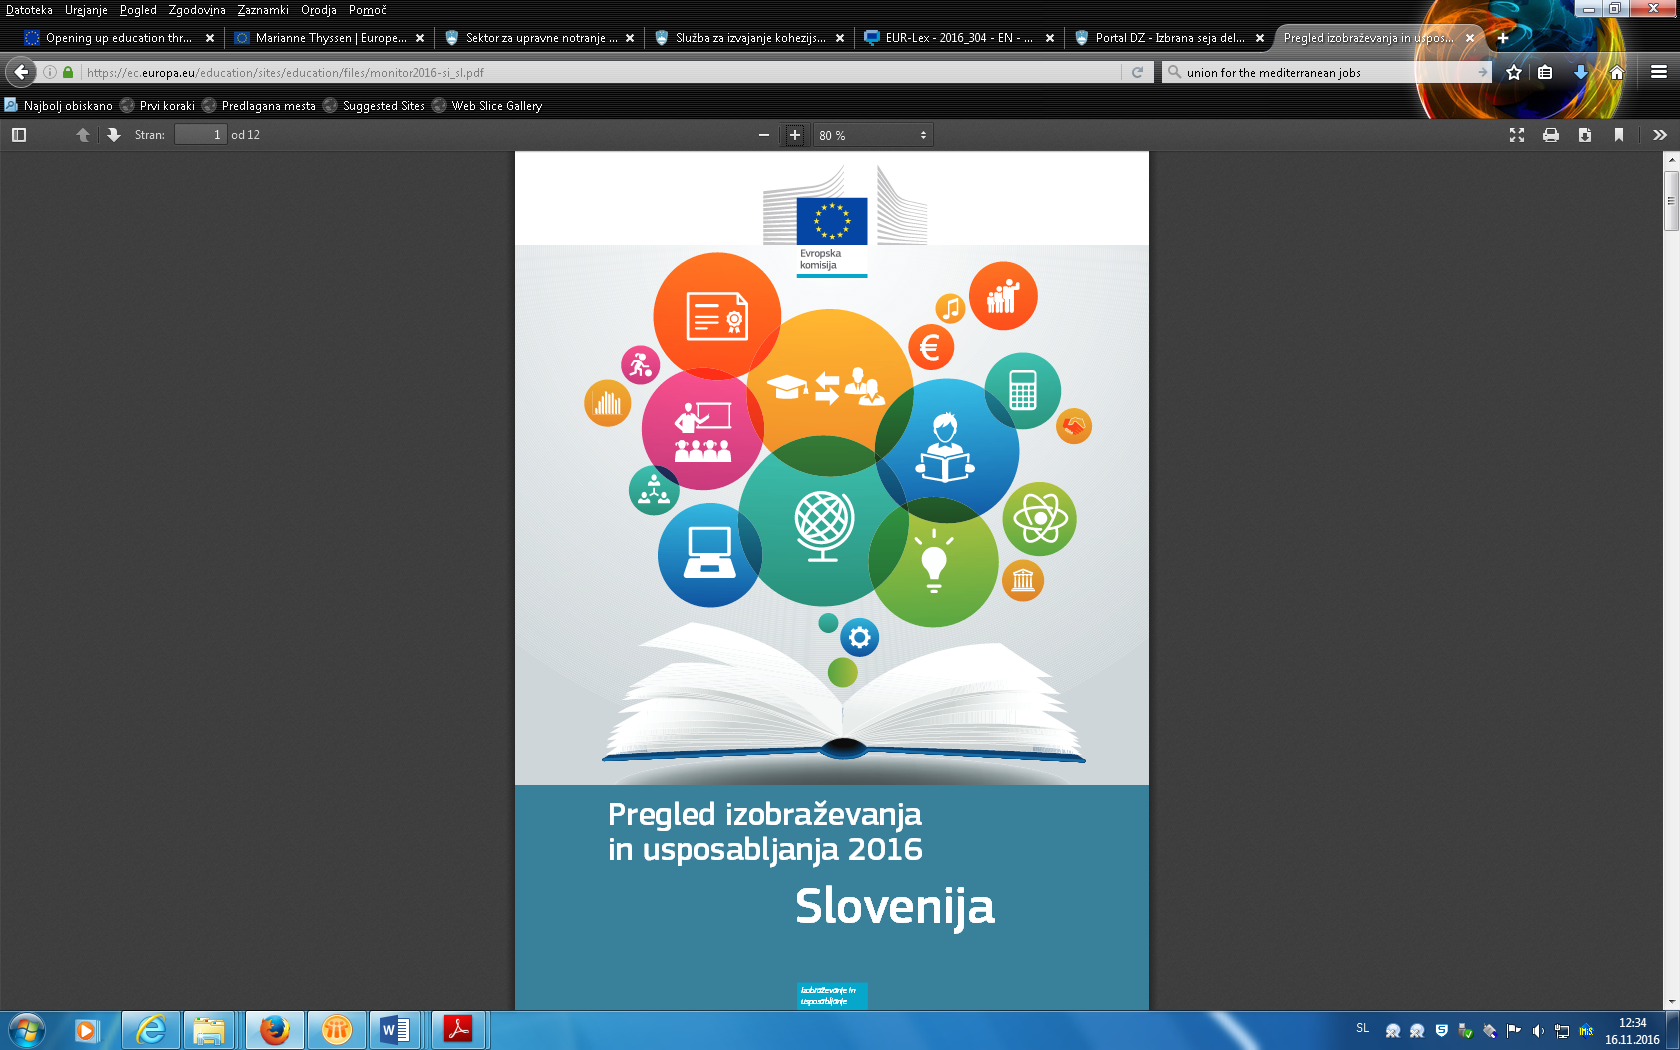 Datoteka Urejanje Pogled Zgodovina Zaznamki Orodja Pomoč
Opening up education thr... Marianne Thyssen | Europe... Sektor za upravne notranje ... Služba za izvajanje kohezijs... EUR-Lex - 2016_304 - EN - ... Portal DZ - Izbrana seja del... Pregled izobraževanja in uspos...
https://ec.europa.eu/education/sites/education/files/monitor2016-si_sl.pdf union for the mediterranean jobs
Najbolj obiskano Prvi koraki Predlagana mesta Suggested Sites Web Slice Gallery
Stran: 1 od 12 80 %
Evropska
komisija
€
Pregled izobraževanja
in usposabljanja 2016
Slovenija
Izobraževanje in
usposabljanje
SL 12:34
16.11.2016